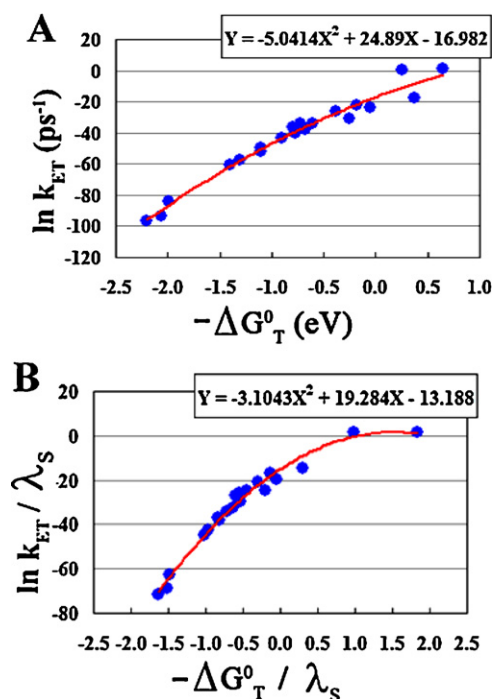 A
Y = -5.0414X² + 24.89X - 16.982
20
0
-20
-40
-60
-80
-100
-120
ln k_ET (ps⁻¹)
-2.5 -2.0 -1.5 -1.0 -0.5 0.0 0.5 1.0
−ΔG⁰_T (eV)
B
Y = -3.1043X² + 19.284X - 13.188
20
0
-20
-40
-60
-80
ln k_ET / λ_S
-2.5 -2.0 -1.5 -1.0 -0.5 0.0 0.5 1.0 1.5 2.0 2.5
−ΔG⁰_T / λ_S